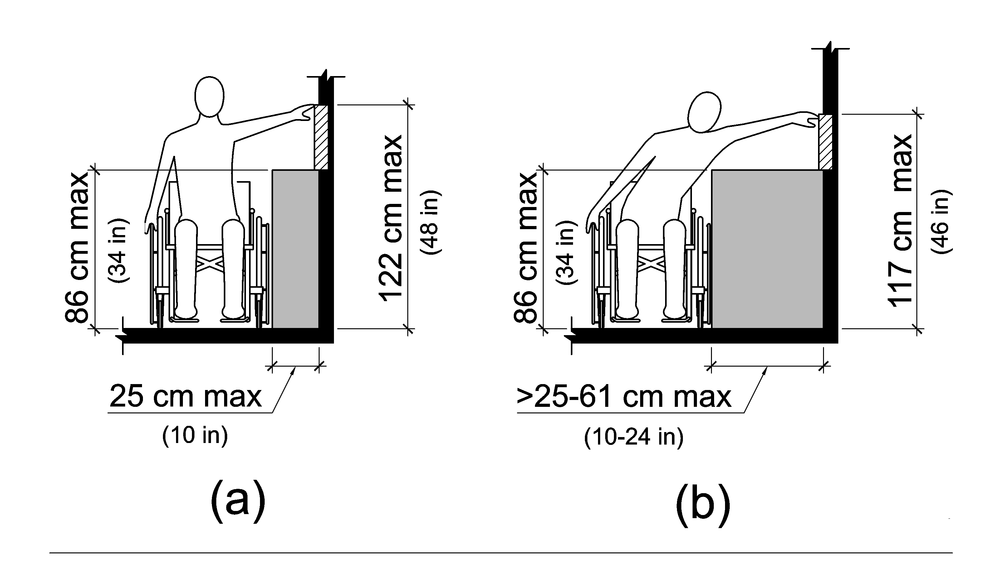 86 cm max
(34 in)
122 cm max
(48 in)
25 cm max
(10 in)
(a)
86 cm max
(34 in)
117 cm max
(46 in)
>25-61 cm max
(10-24 in)
(b)